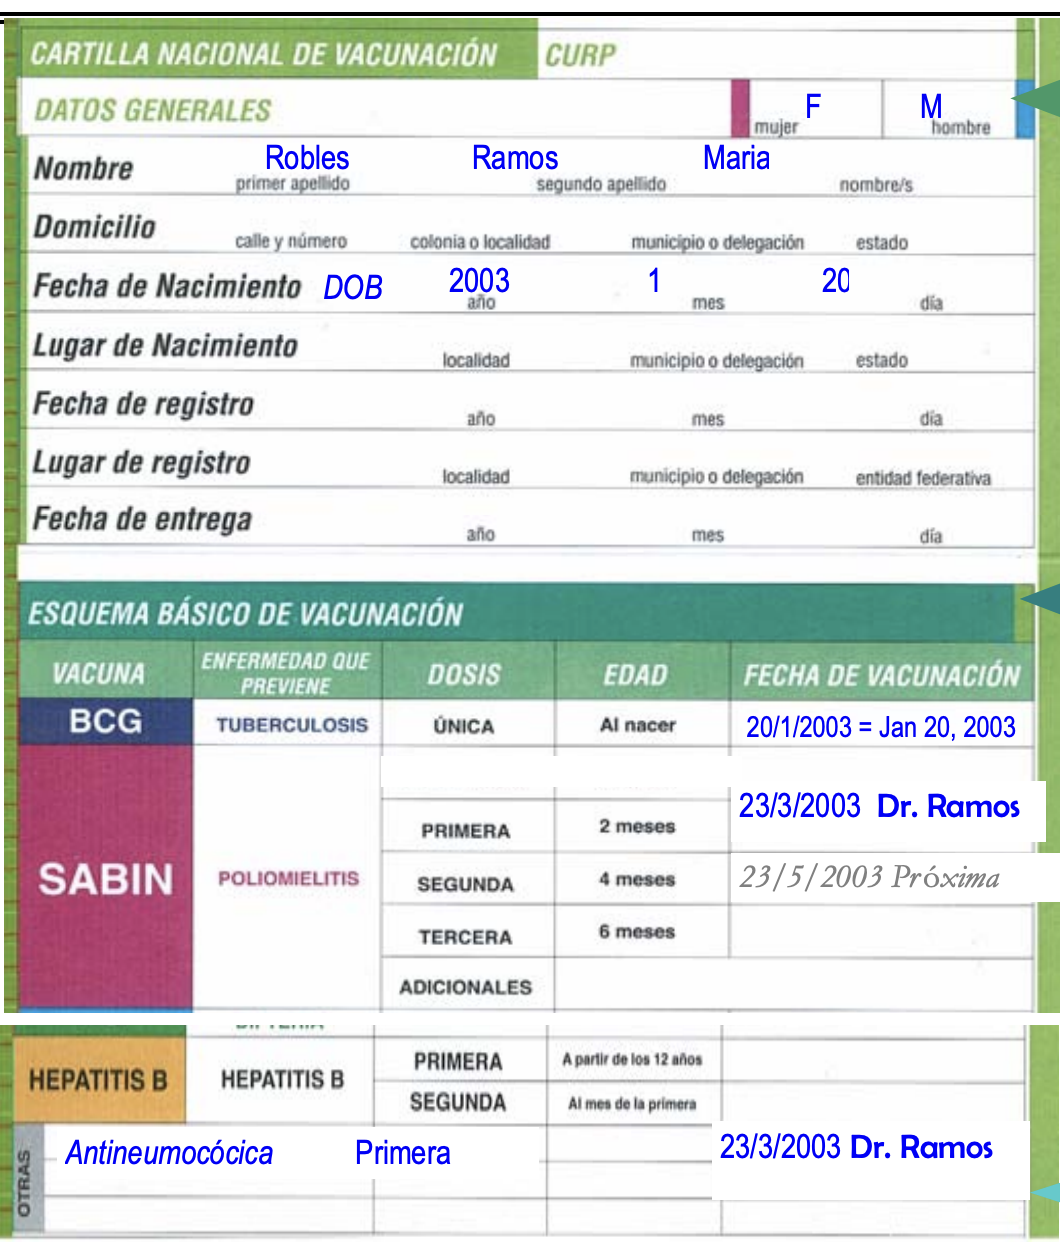 CARTILLA NACIONAL DE VACUNACIÓN CURP
DATOS GENERALES F M
mujer hombre
Nombre Robles Ramos Maria
primer apellido segundo apellido nombre/s
Domicilio
calle y número colonia o localidad municipio o delegación estado
Fecha de Nacimiento DOB 2003 1 20
año mes día
Lugar de Nacimiento
localidad municipio o delegación estado
Fecha de registro
año mes día
Lugar de registro
localidad municipio o delegación entidad federativa
Fecha de entrega
año mes día
ESQUEMA BÁSICO DE VACUNACIÓN
VACUNA ENFERMEDAD QUE PREVIENE DOSIS EDAD FECHA DE VACUNACIÓN
BCG TUBERCULOSIS ÚNICA Al nacer 20/1/2003 = Jan 20, 2003
PRIMERA 2 meses 23/3/2003 Dr. Ramos
SABIN POLIOMIELITIS SEGUNDA 4 meses 23/5/2003 Próxima
TERCERA 6 meses
ADICIONALES
HEPATITIS B HEPATITIS B PRIMERA A partir de los 12 años
SEGUNDA Al mes de la primera
OTRAS Antineumocócica Primera 23/3/2003 Dr. Ramos